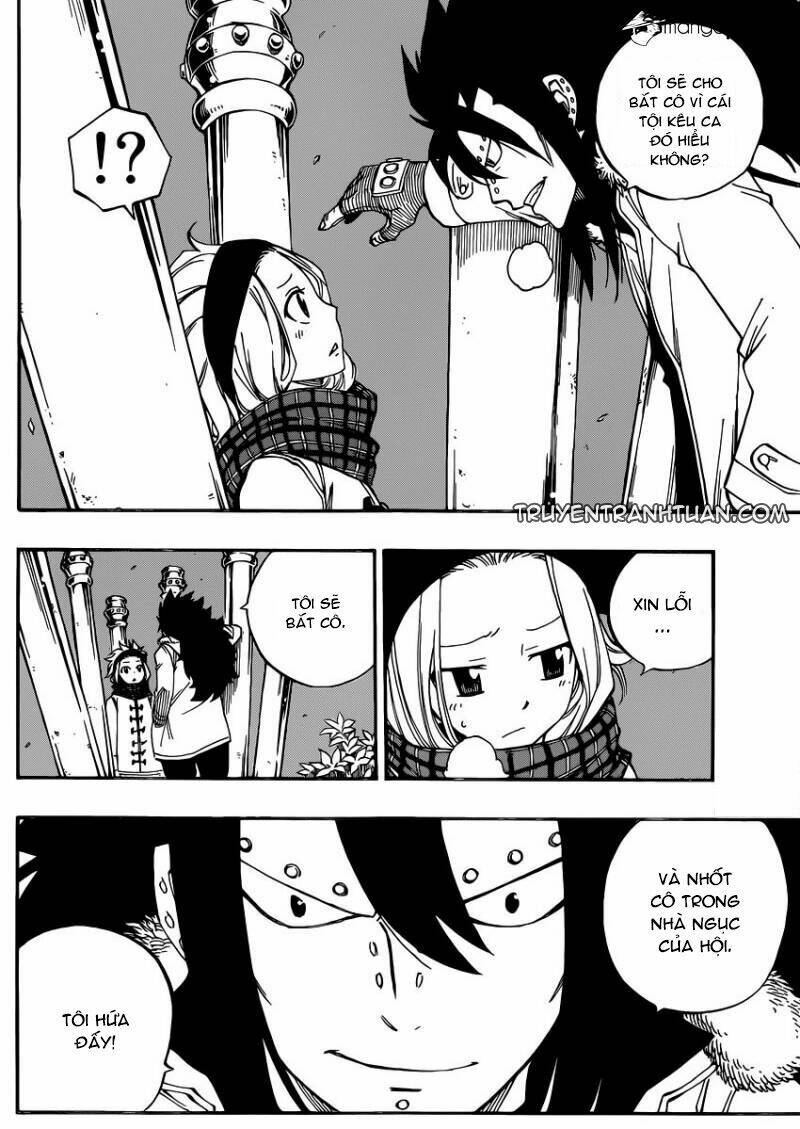 TÔI SẼ CHO
BẮT CÔ VÌ CÁI
TỘI KÊU CA
ĐÓ HIỂU
KHÔNG?
!?
TRUYENTRANHTUAN.COM
XIN LỖI
...
TÔI SẼ
BẮT CÔ.
VÀ NHỐT
CÔ TRONG
NHÀ NGỤC
CỦA HỘI.
TÔI HỨA
ĐẤY!